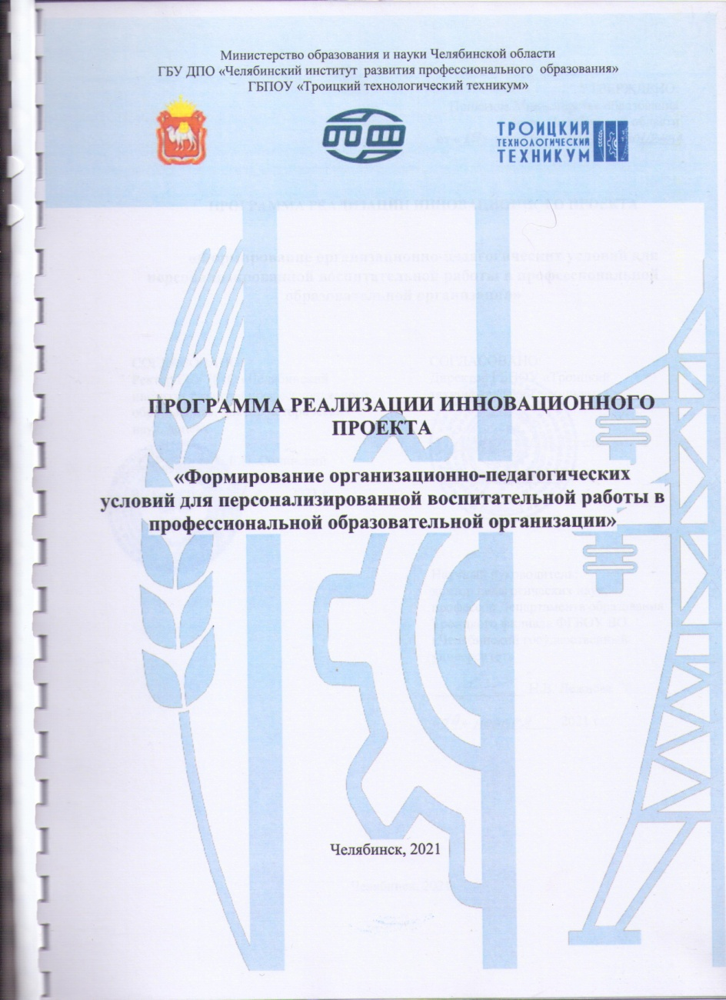 Министерство образования и науки Челябинской области
ГБУ ДПО «Челябинский институт развития профессионального образования»
ГБПОУ «Троицкий технологический техникум»
ТРОИЦКИЙ
ТЕХНОЛОГИЧЕСКИЙ
ТЕХНИКУМ
ПРОГРАММА РЕАЛИЗАЦИИ ИННОВАЦИОННОГО
ПРОЕКТА
«Формирование организационно-педагогических
условий для персонализированной воспитательной работы в
профессиональной образовательной организации»
Челябинск, 2021